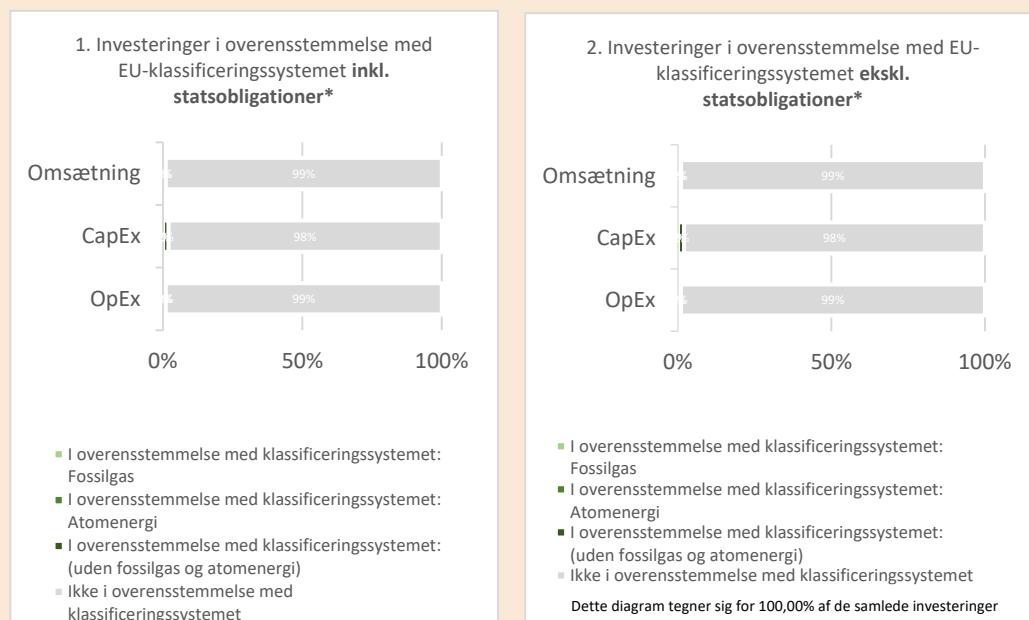 1. Investeringer i overensstemmelse med
EU-klassificeringssystemet inkl.
statsobligationer*
Omsætning
99%
CapEx
98%
OpEx
99%
0%
50%
100%
I overensstemmelse med klassificeringssystemet:
Fossilgas
I overensstemmelse med klassificeringssystemet:
Atomenergi
I overensstemmelse med klassificeringssystemet:
(uden fossilgas og atomenergi)
Ikke i overensstemmelse med
klassificeringssystemet
2. Investeringer i overensstemmelse med EU-
klassificeringssystemet ekskl.
statsobligationer*
Omsætning
99%
CapEx
98%
OpEx
99%
0%
50%
100%
I overensstemmelse med klassificeringssystemet:
Fossilgas
I overensstemmelse med klassificeringssystemet:
Atomenergi
I overensstemmelse med klassificeringssystemet:
(uden fossilgas og atomenergi)
Ikke i overensstemmelse med klassificeringssystemet
Dette diagram tegner sig for 100,00% af de samlede investeringer